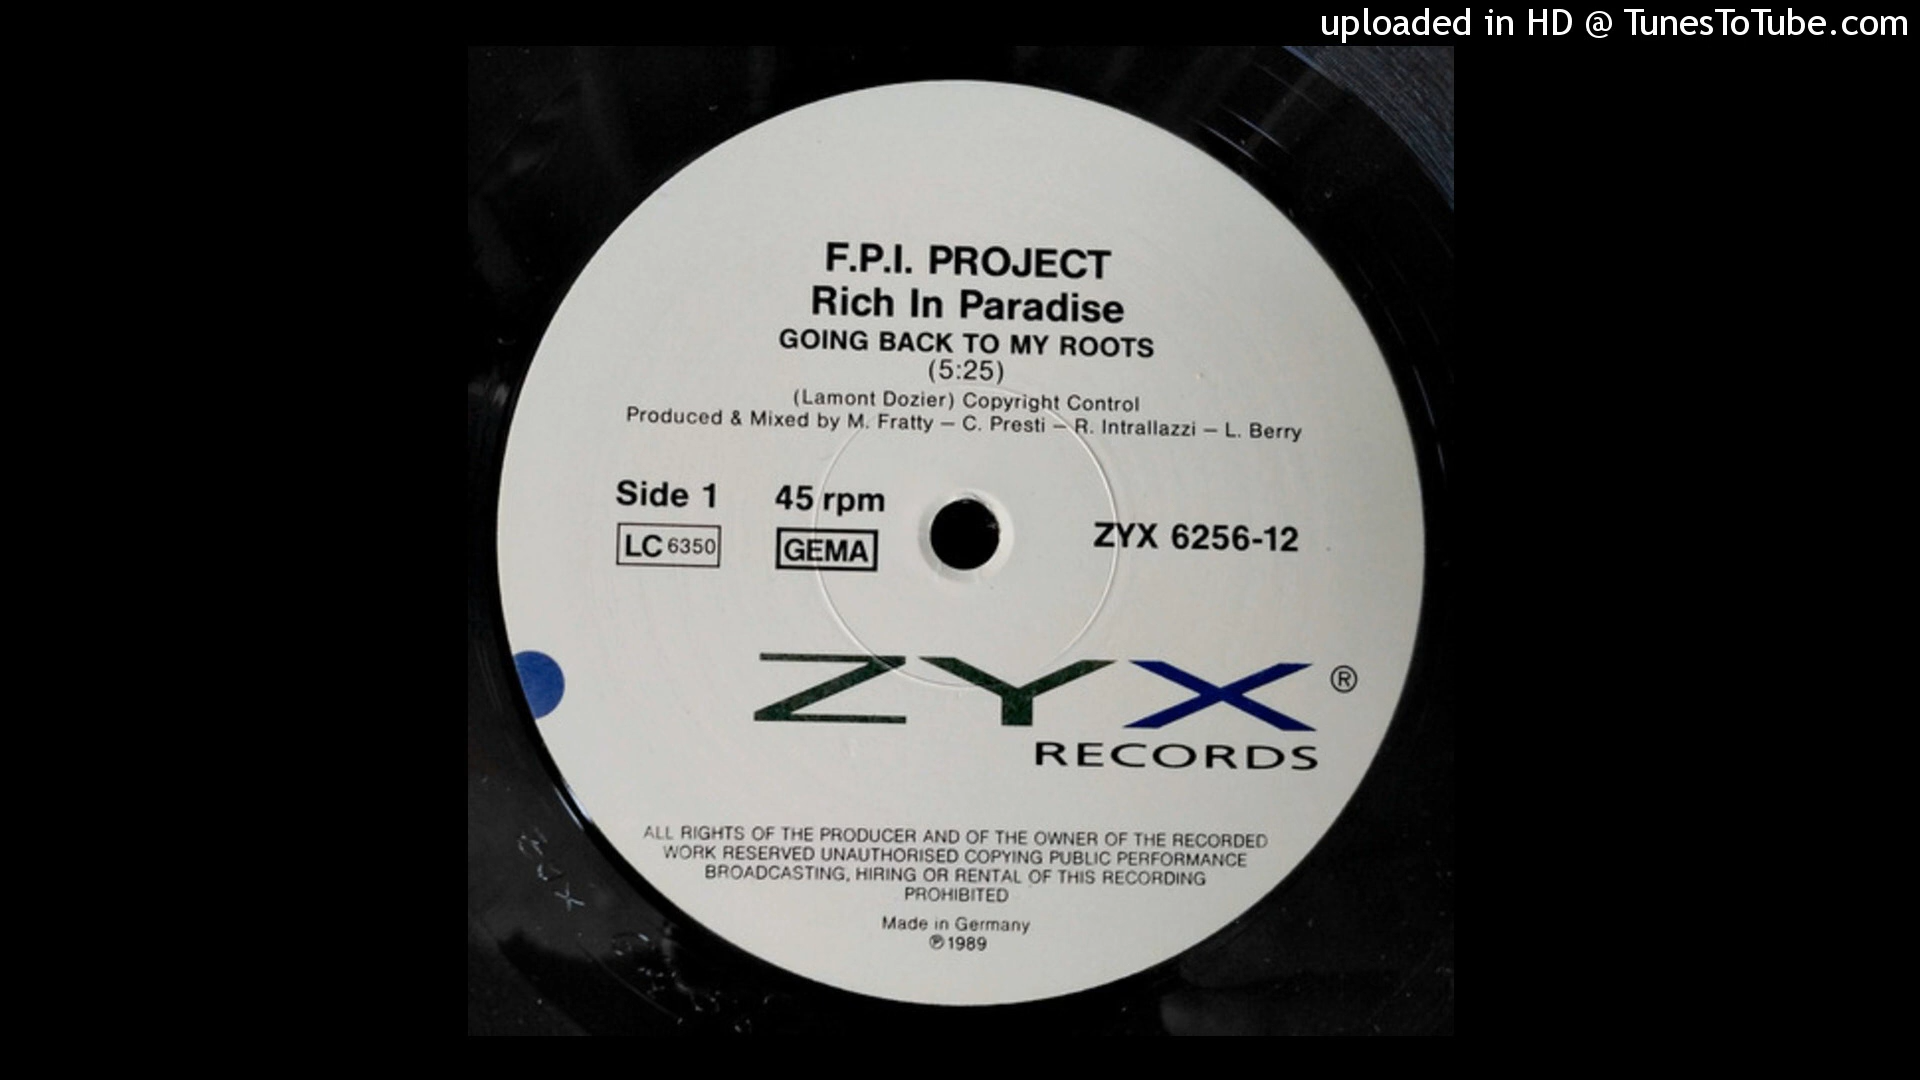 uploaded in HD @ TunesToTube.com
F.P.I. PROJECT
Rich In Paradise
GOING BACK TO MY ROOTS
(5:25)
(Lamont Dozier) Copyright Control
Produced & Mixed by M. Fratty – C. Presti – R. Intrallazzi – L. Berry
Side 1 45 rpm
LC 6350 GEMA ZYX 6256-12
ZYX ®
RECORDS
ALL RIGHTS OF THE PRODUCER AND OF THE OWNER OF THE RECORDED
WORK RESERVED UNAUTHORISED COPYING PUBLIC PERFORMANCE
BROADCASTING, HIRING OR RENTAL OF THIS RECORDING
PROHIBITED
Made in Germany
℗ 1989
ZYX